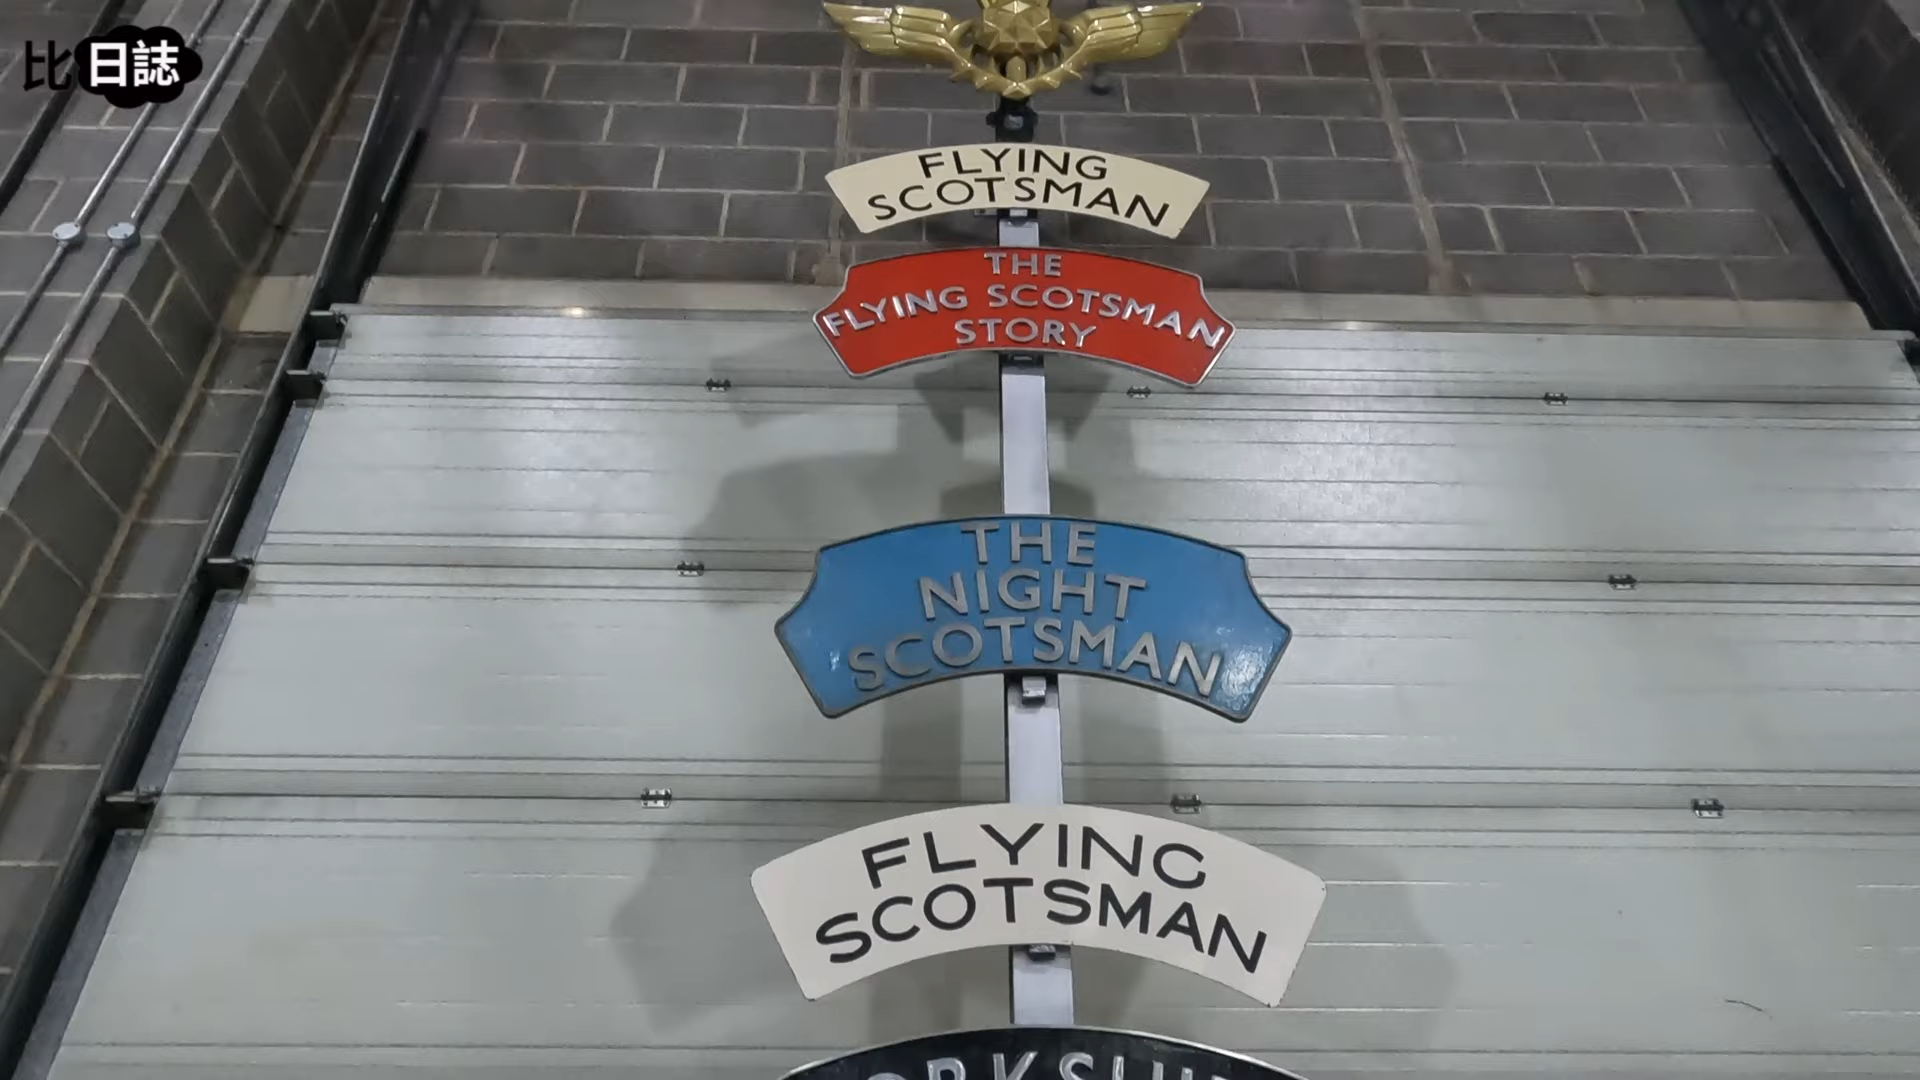 比日誌
FLYING
SCOTSMAN
THE
FLYING SCOTSMAN
STORY
THE
NIGHT
SCOTSMAN
FLYING
SCOTSMAN